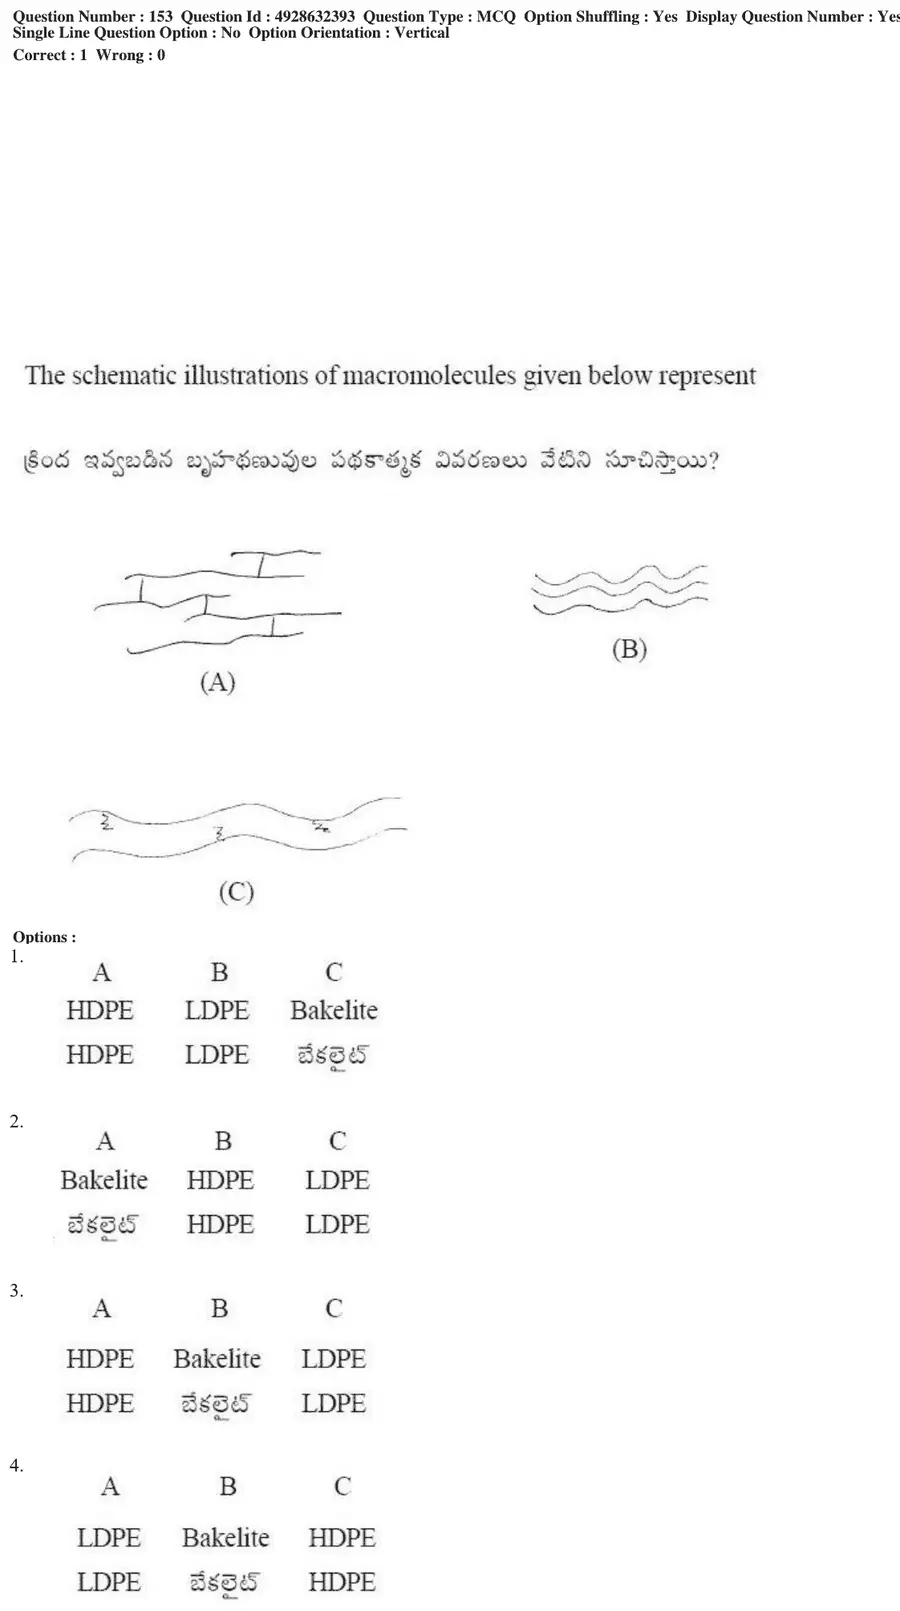 Question Number : 153 Question Id : 4928632393 Question Type : MCQ Option Shuffling : Yes Display Question Number : Yes
Single Line Question Option : No Option Orientation : Vertical
Correct : 1 Wrong : 0
The schematic illustrations of macromolecules given below represent
క్రింద ఇవ్వబడిన బృహథణువుల పథకాత్మక వివరణలు వేటిని సూచిస్తాయి?
(A)
(B)
(C)
Options :
1.
A B C
HDPE LDPE Bakelite
HDPE LDPE బేకలైట్
2.
A B C
Bakelite HDPE LDPE
బేకలైట్ HDPE LDPE
3.
A B C
HDPE Bakelite LDPE
HDPE బేకలైట్ LDPE
4.
A B C
LDPE Bakelite HDPE
LDPE బేకలైట్ HDPE